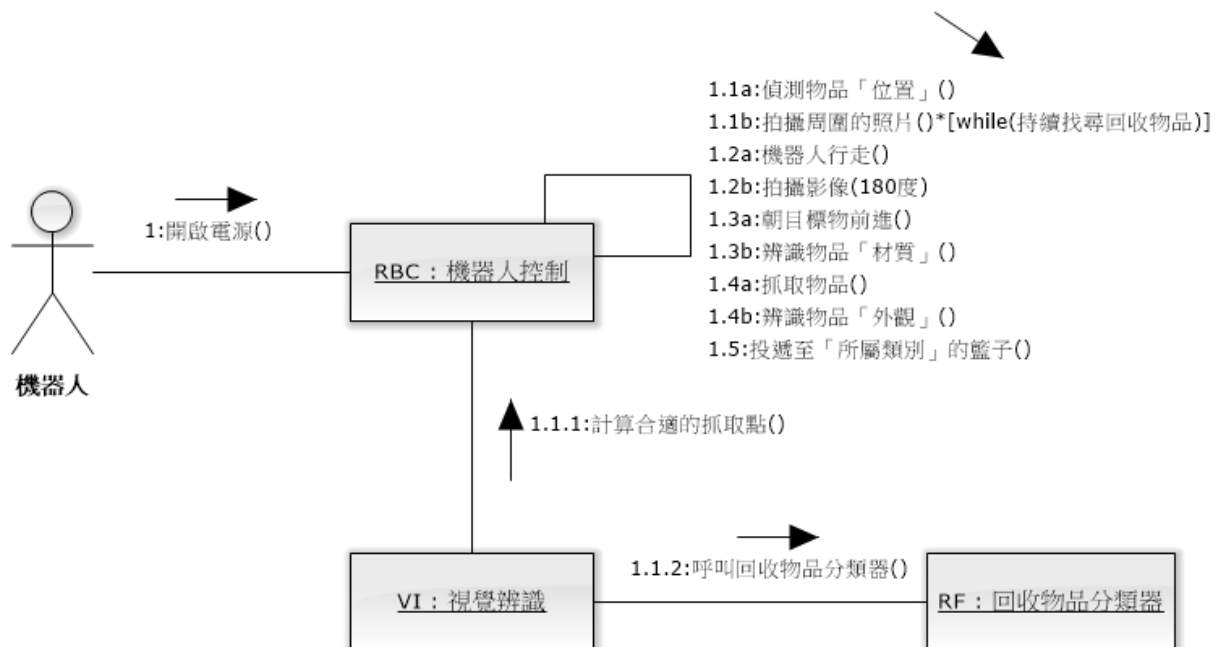 1.1a:偵測物品「位置」()
1.1b:拍攝周圍的照片()*[while(持續找尋回收物品)]
1.2a:機器人行走()
1.2b:拍攝影像(180度)
1.3a:朝目標物前進()
1.3b:辨識物品「材質」()
1.4a:抓取物品()
1.4b:辨識物品「外觀」()
1.5:投遞至「所屬類別」的籃子()
1:開啟電源()
RBC : 機器人控制
機器人
1.1.1:計算合適的抓取點()
1.1.2:呼叫回收物品分類器()
VI : 視覺辨識
RF : 回收物品分類器